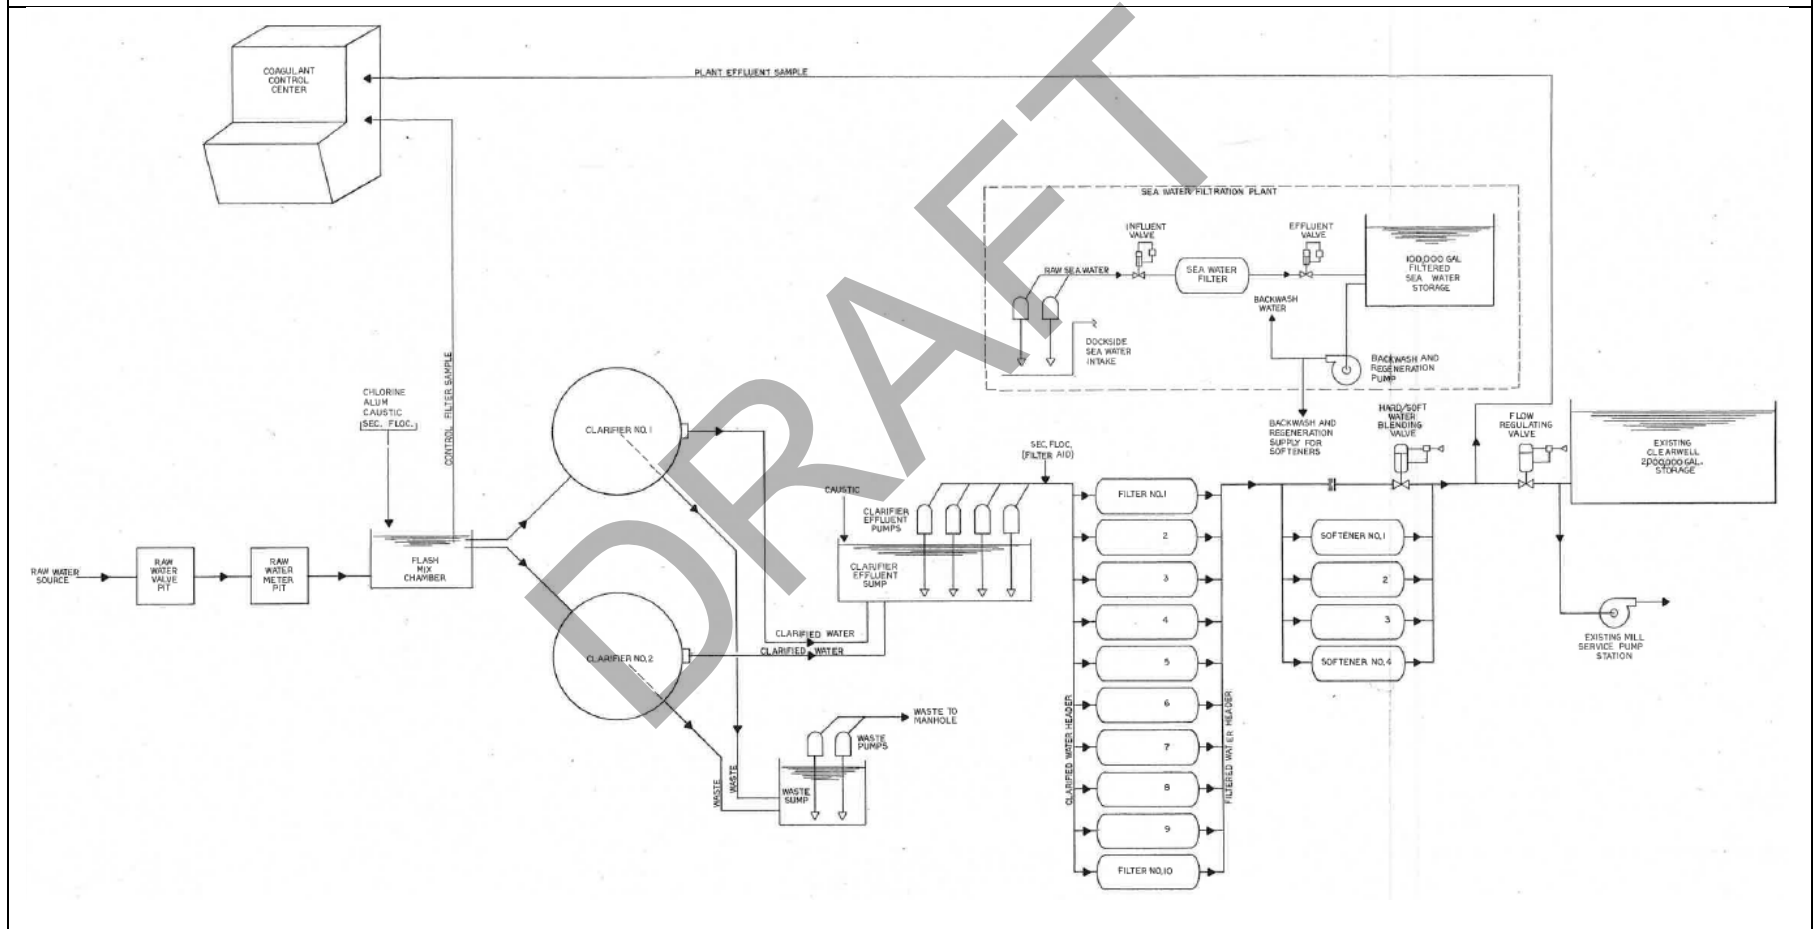 COAGULANT
CONTROL
CENTER
PLANT EFFLUENT SAMPLE
SEA WATER FILTRATION PLANT
INFLUENT
VALVE
EFFLUENT
VALVE
RAW SEA WATER
SEA WATER
FILTER
100,000 GAL
FILTERED
SEA WATER
STORAGE
BACKWASH
WATER
DOCKSIDE
SEA WATER
INTAKE
BACKWASH AND
REGENERATION
PUMP
BACKWASH AND
REGENERATION
SUPPLY FOR
SOFTENERS
HARD/SOFT
WATER
BLENDING
VALVE
FLOW
REGULATING
VALVE
EXISTING
CLEARWELL
2,000,000 GAL.
STORAGE
CHLORINE
ALUM
CAUSTIC
(SEC. FLOC.)
CONTROL FILTER SAMPLE
CLARIFIER NO. 1
SEC. FLOC.
(FILTER AID)
CAUSTIC
CLARIFIER
EFFLUENT
PUMPS
CLARIFIER
EFFLUENT
SUMP
RAW WATER
SOURCE
RAW
WATER
VALVE
PIT
RAW
WATER
METER
PIT
FLASH
MIX
CHAMBER
CLARIFIED WATER
CLARIFIED WATER
CLARIFIER NO. 2
WASTE TO
MANHOLE
WASTE
PUMPS
WASTE
WASTE
WASTE
SUMP
CLARIFIED WATER HEADER
FILTER NO. 1
2
3
4
5
6
7
8
9
FILTER NO. 10
FILTERED WATER HEADER
SOFTENER NO. 1
2
3
SOFTENER NO. 4
EXISTING MILL
SERVICE PUMP
STATION
DRAFT